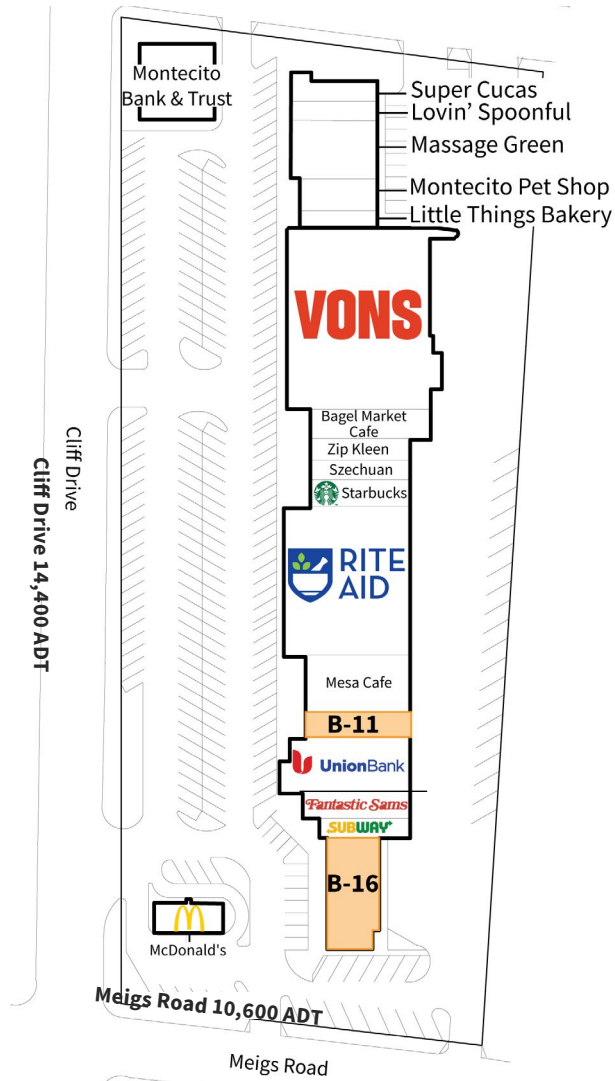 Montecito
Bank & Trust
Super Cucas
Lovin’ Spoonful
Massage Green
Montecito Pet Shop
Little Things Bakery
VONS
Bagel Market
Cafe
Zip Kleen
Szechuan
Starbucks
RITE
AID
Mesa Cafe
B-11
UnionBank
Fantastic Sams
SUBWAY
B-16
McDonald's
Cliff Drive
Cliff Drive 14,400 ADT
Meigs Road 10,600 ADT
Meigs Road